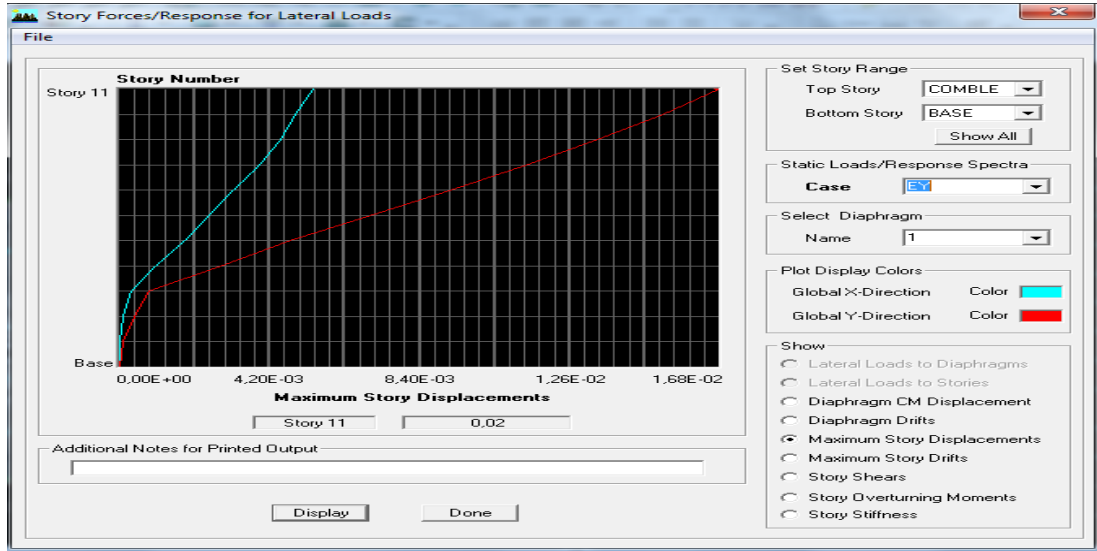 Story Forces/Response for Lateral Loads
File
Story Number
Story 11
Base
0,00E+00 4,20E-03 8,40E-03 1,26E-02 1,68E-02
Maximum Story Displacements
Story 11 0,02
Additional Notes for Printed Output
Display Done
Set Story Range
Top Story COMBLE
Bottom Story BASE
Show All
Static Loads/Response Spectra
Case EY
Select Diaphragm
Name 1
Plot Display Colors
Global X-Direction Color
Global Y-Direction Color
Show
Lateral Loads to Diaphragms
Lateral Loads to Stories
Diaphragm CM Displacement
Diaphragm Drifts
Maximum Story Displacements
Maximum Story Drifts
Story Shears
Story Overturning Moments
Story Stiffness